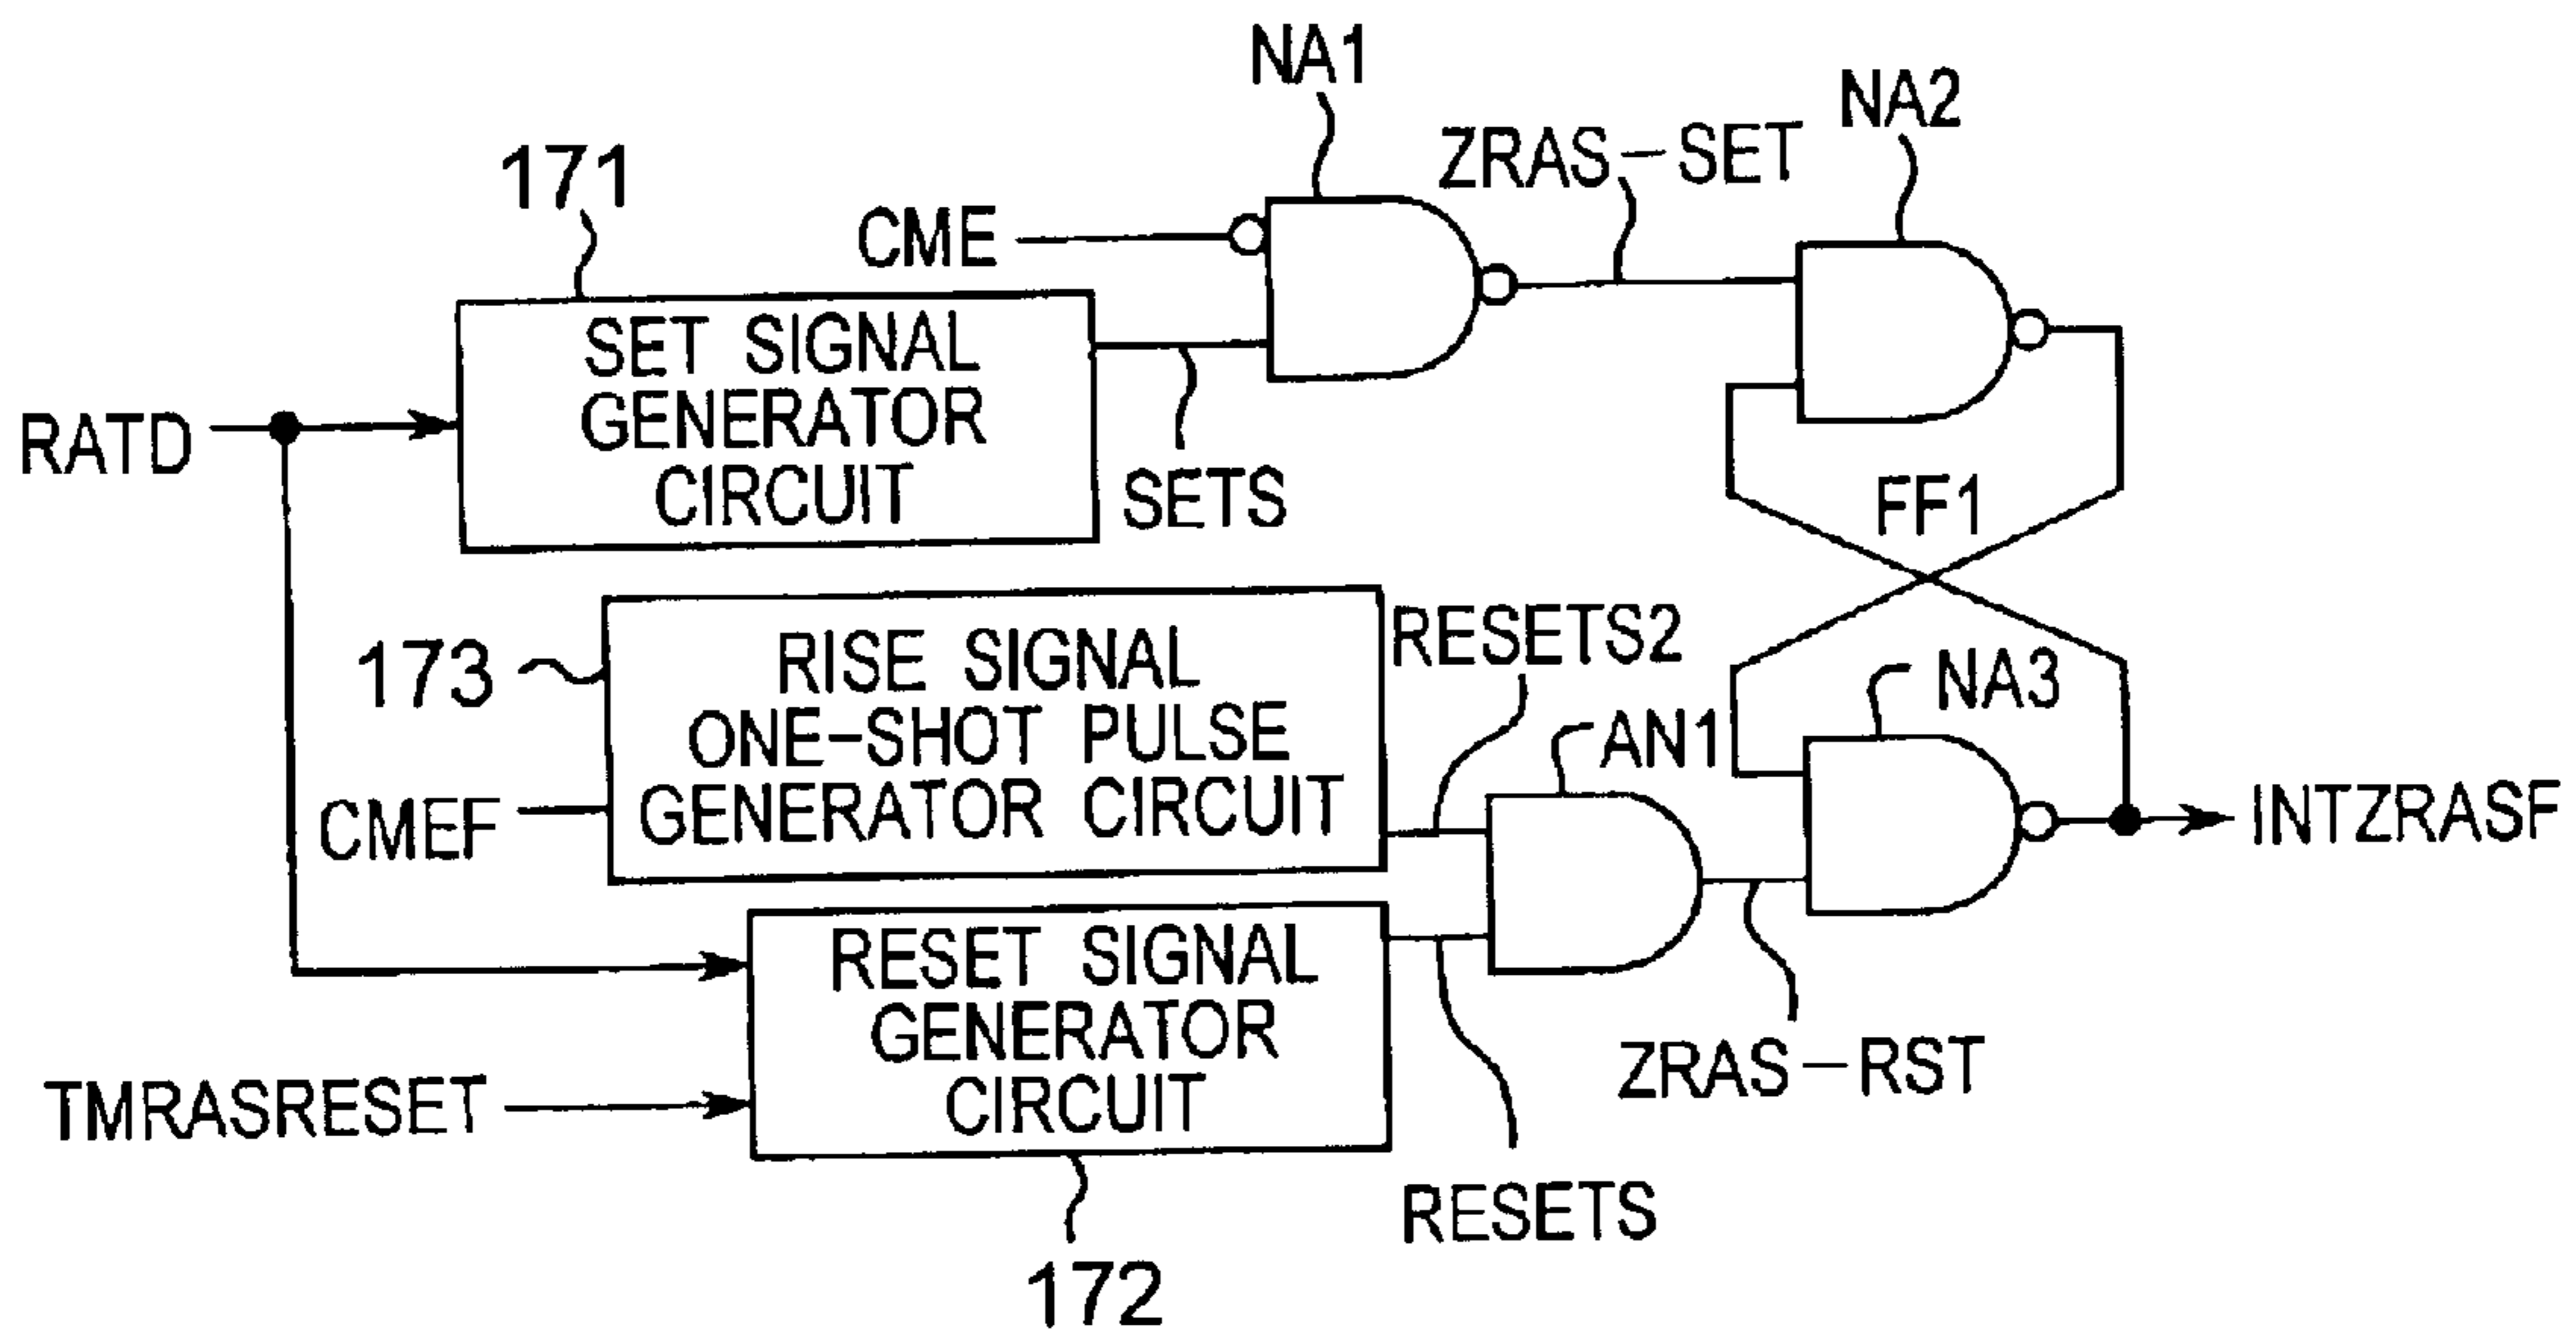 NA1
NA2
ZRAS-SET
171
CME
SET SIGNAL
GENERATOR
CIRCUIT
RATD
SETS
FF1
RESETS2
173
RISE SIGNAL
ONE-SHOT PULSE
GENERATOR CIRCUIT
NA3
AN1
CMEF
INTZRASF
RESET SIGNAL
GENERATOR
CIRCUIT
ZRAS-RST
TMRASRESET
RESETS
172